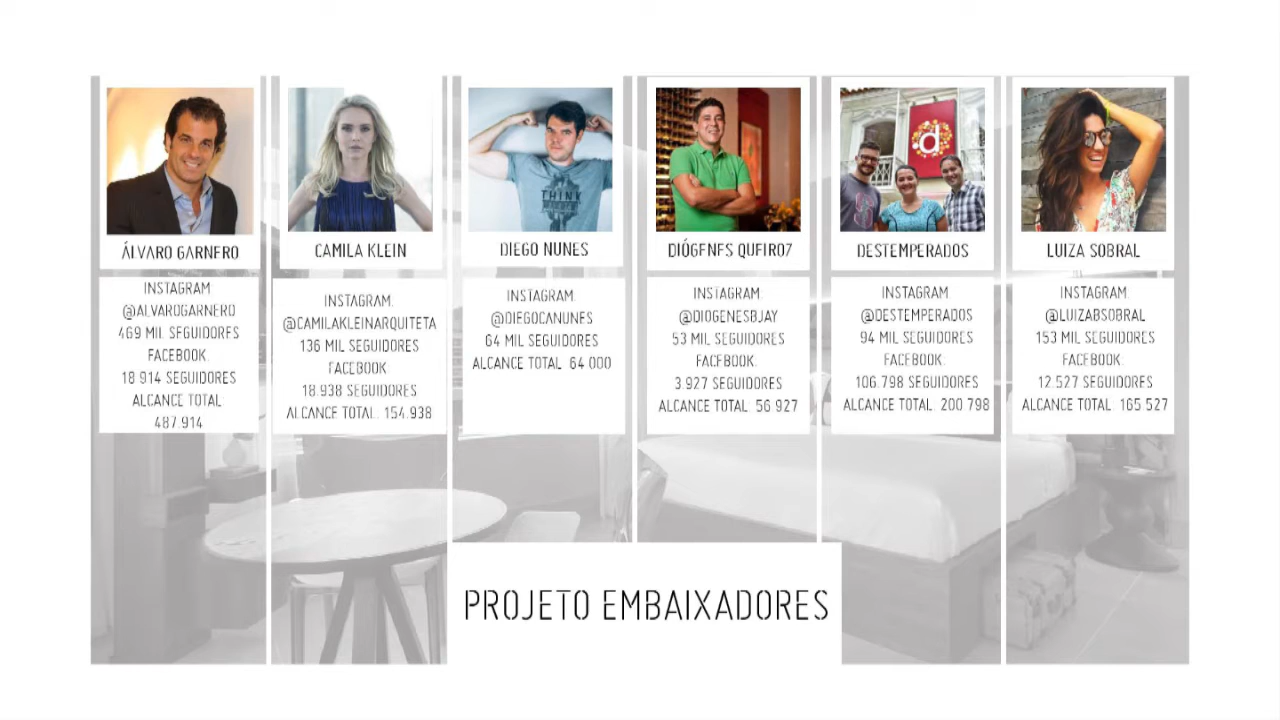 ÁLVARO GARNERO
INSTAGRAM
@ALVAROGARNERO
469 MIL SEGUIDORES
FACEBOOK:
18 914 SEGUIDORES
ALCANCE TOTAL
487.914
CAMILA KLEIN
INSTAGRAM:
@CAMILAKLEINARQUITETA
136 MIL SEGUIDORES
FACEBOOK
18.938 SEGUIDORES
ALCANCE TOTAL: 154.938
DIEGO NUNES
INSTAGRAM:
@DIEGOCANUNES
64 MIL SEGUIDORES
ALCANCE TOTAL 64 000
DIÓGENES QUEIROZ
INSTAGRAM:
@DIOGENESBJAY
53 MIL SEGUIDORES
FACEBOOK:
3.927 SEGUIDORES
ALCANCE TOTAL 56 927
DESTEMPERADOS
INSTAGRAM
@DESTEMPERADOS
94 MIL SEGUIDORES
FACEBOOK:
106.798 SEGUIDORES
ALCANCE TOTAL: 200 798
LUIZA SOBRAL
INSTAGRAM:
@LUIZABSOBRAL
153 MIL SEGUIDORES
FACEBOOK:
12.527 SEGUIDORES
ALCANCE TOTAL: 165 527
THINK
d
PROJETO EMBAIXADORES